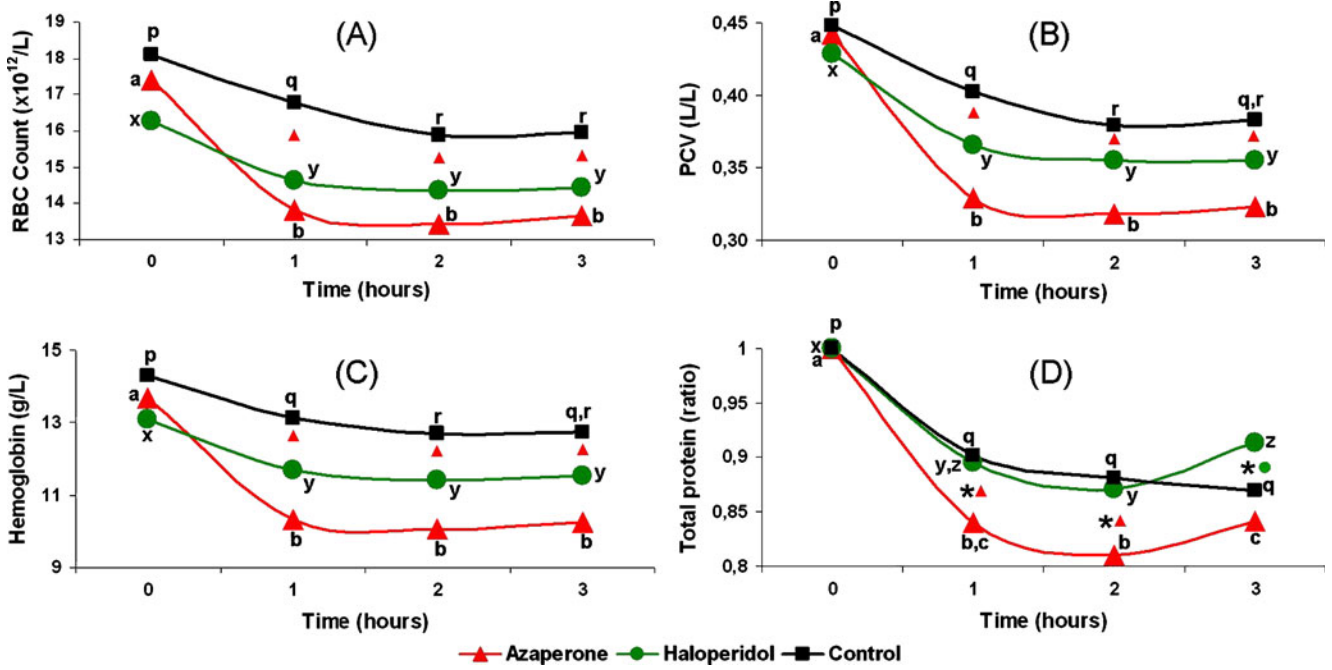 (A)
RBC Count (x10¹²/L)
19
18
17
16
15
14
13
p
a
x
q
y
b
r
y
b
r
y
b
0 1 2 3
Time (hours)
(B)
PCV (L/L)
0,45
0,40
0,35
0,30
p
a
x
q
y
b
r
y
b
q,r
y
b
0 1 2 3
Time (hours)
(C)
Hemoglobin (g/L)
15
13
11
9
p
a
x
q
y
b
r
y
b
q,r
y
b
0 1 2 3
Time (hours)
(D)
Total protein (ratio)
1
0,95
0,9
0,85
0,8
p
x
a
q
y,z
*
b,c
q
y
*
b
z
*
q
c
0 1 2 3
Time (hours)
Azaperone Haloperidol Control